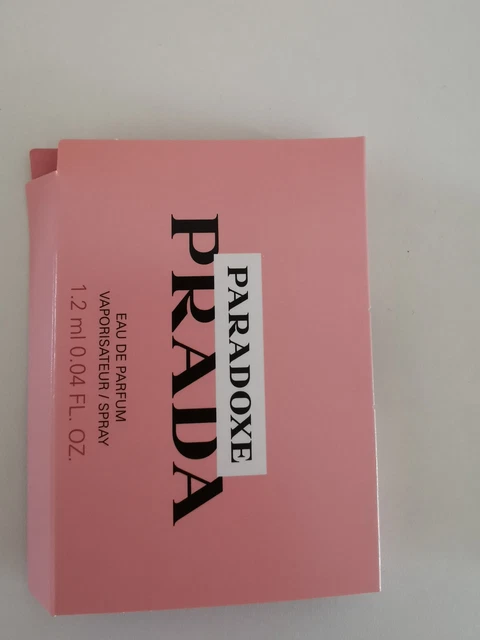 PARADOXE
PRADA
EAU DE PARFUM
VAPORISATEUR / SPRAY
1.2 ml 0.04 FL. OZ.